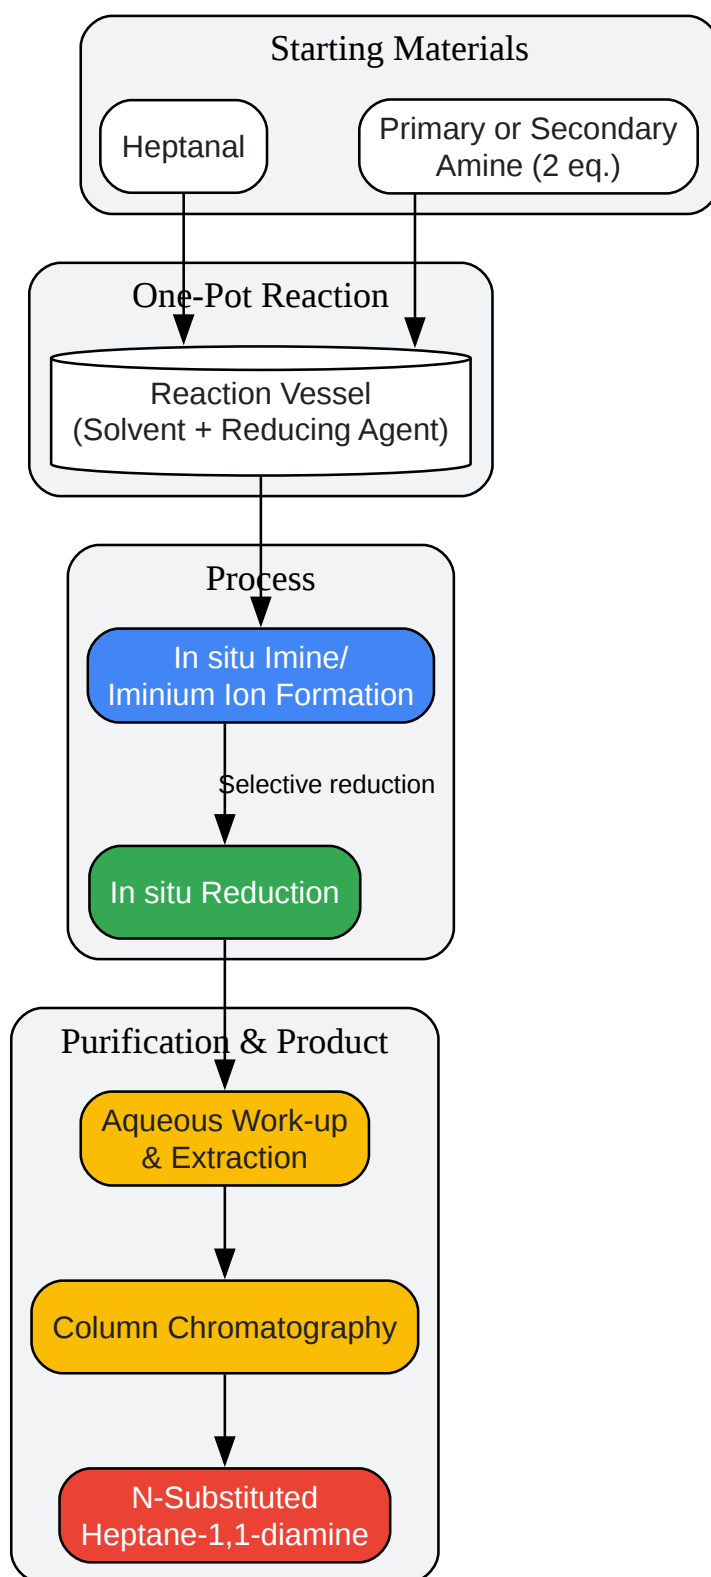 Starting Materials
Heptanal
Primary or Secondary
Amine (2 eq.)
One-Pot Reaction
Reaction Vessel
(Solvent + Reducing Agent)
Process
In situ Imine/
Iminium Ion Formation
Selective reduction
In situ Reduction
Purification & Product
Aqueous Work-up
& Extraction
Column Chromatography
N-Substituted
Heptane-1,1-diamine